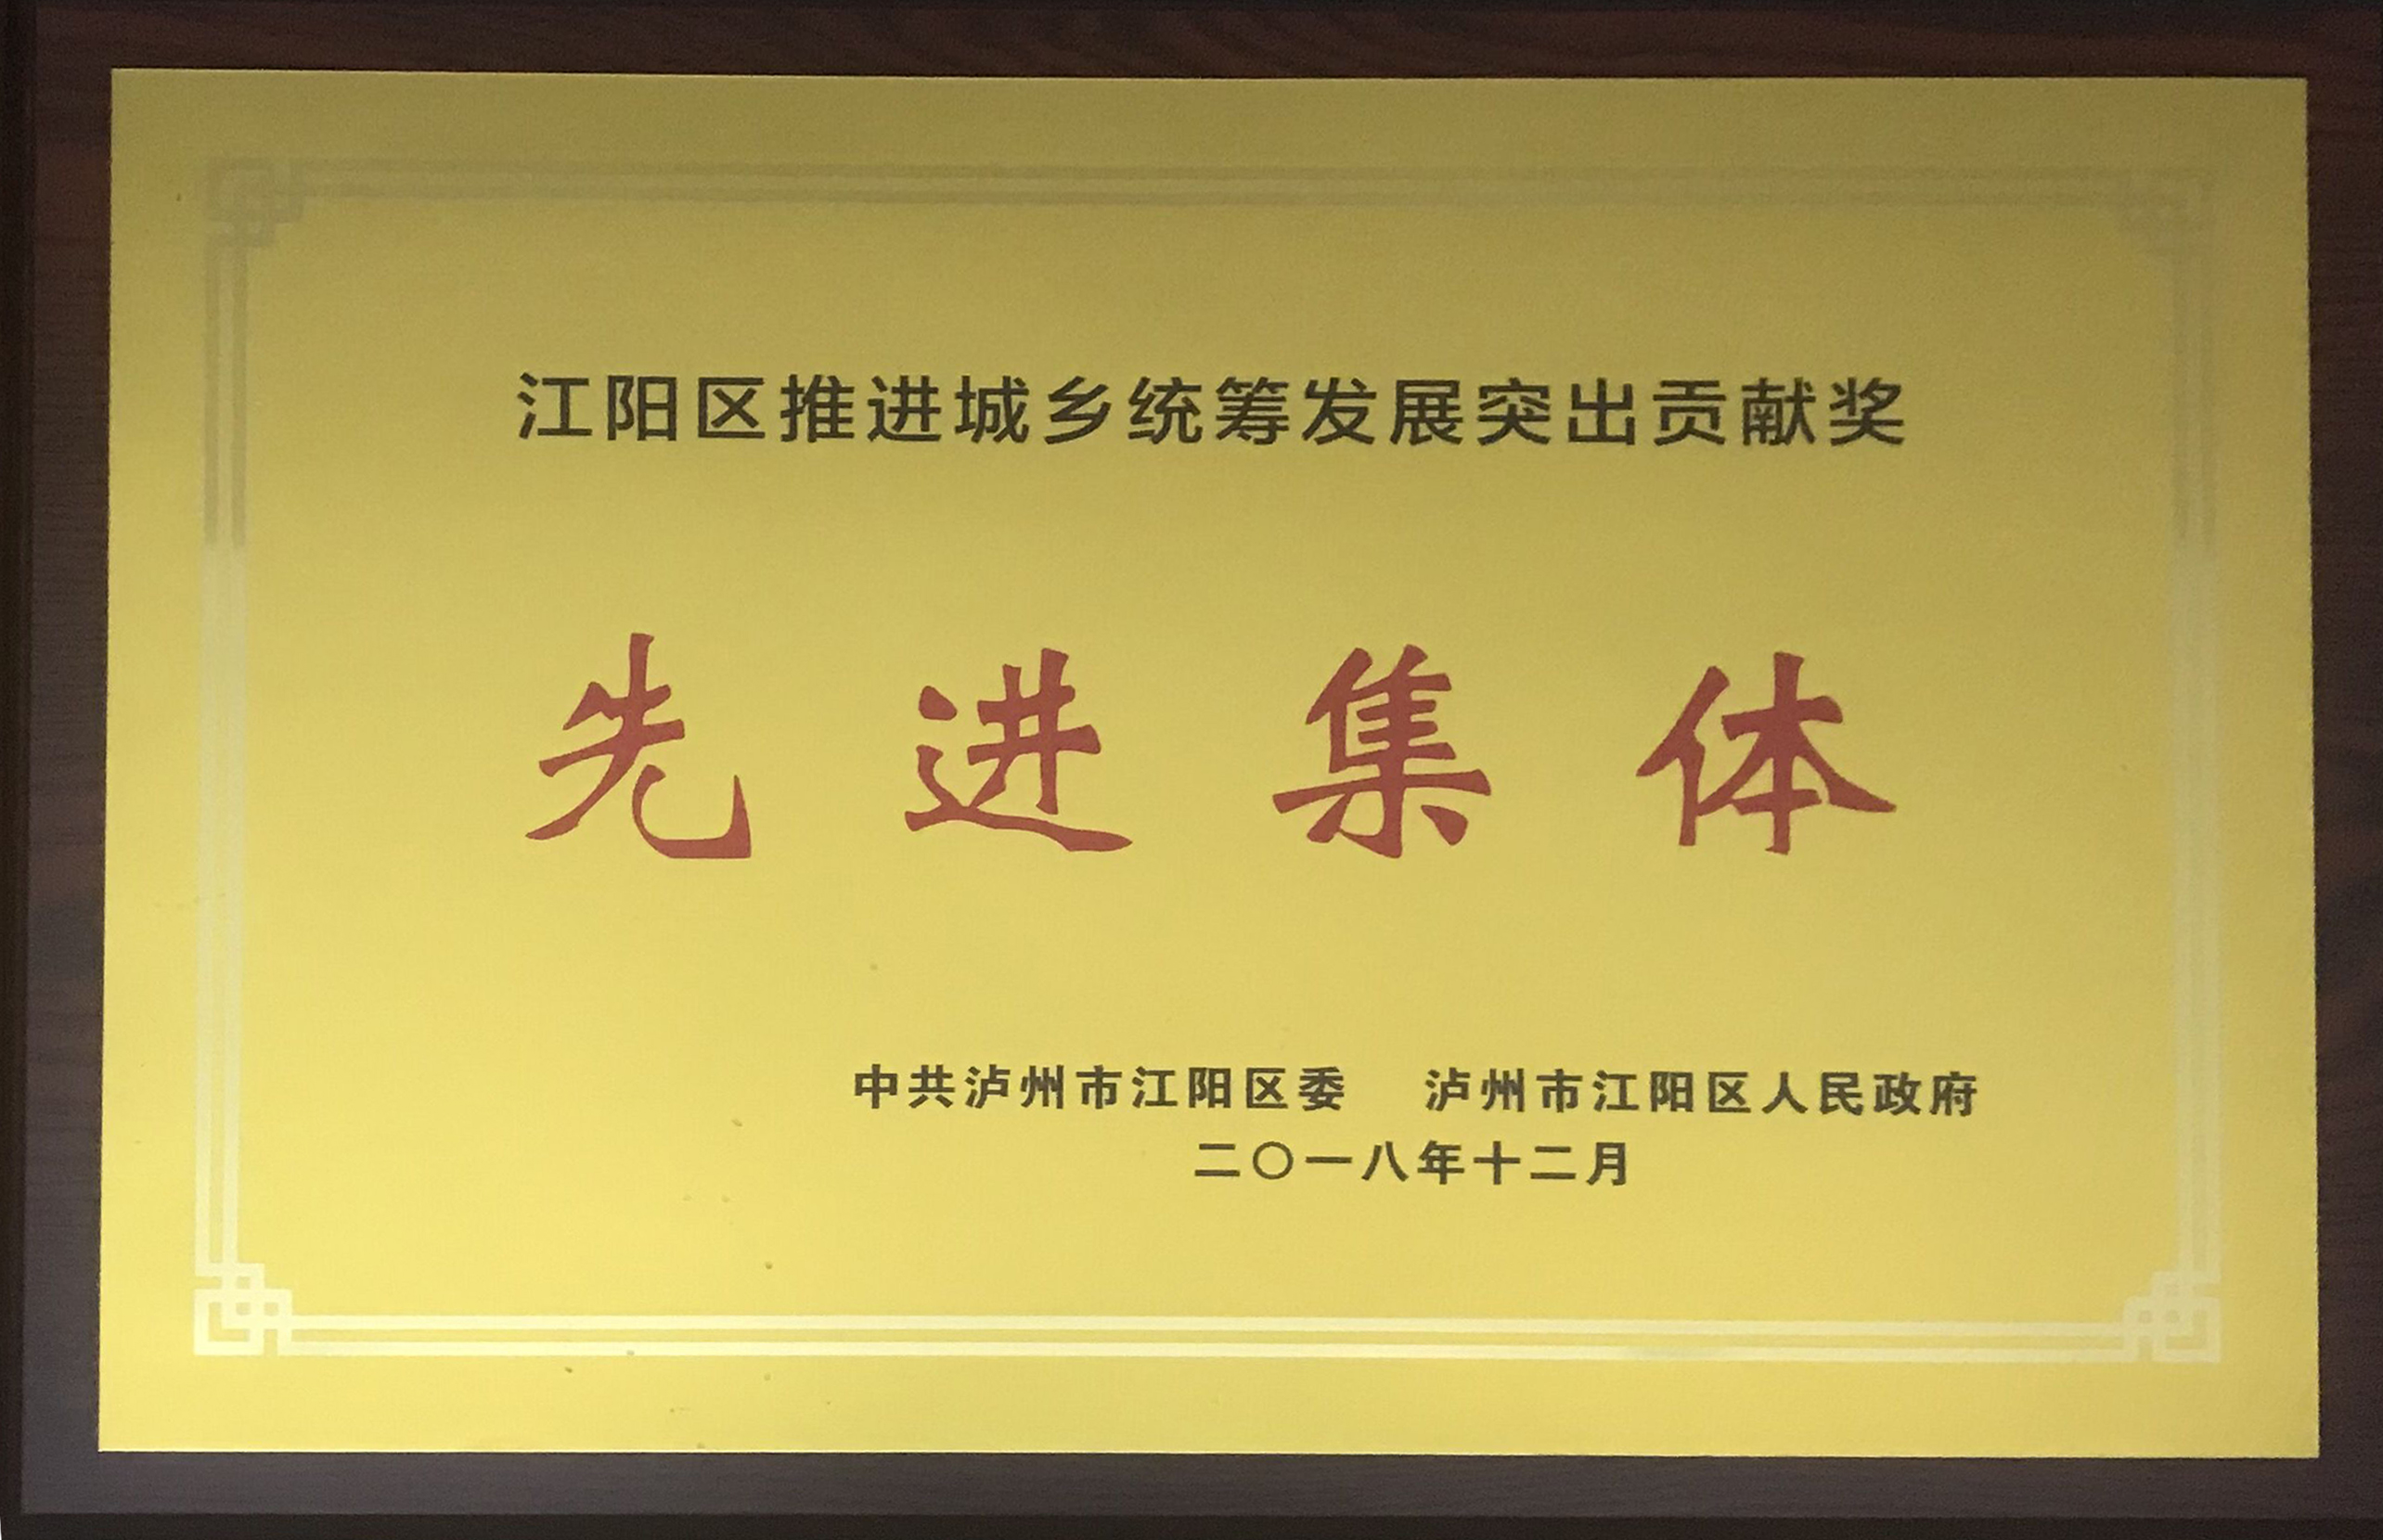 江阳区推进城乡统筹发展突出贡献奖
先进集体
中共泸州市江阳区委 泸州市江阳区人民政府
二〇一八年十二月